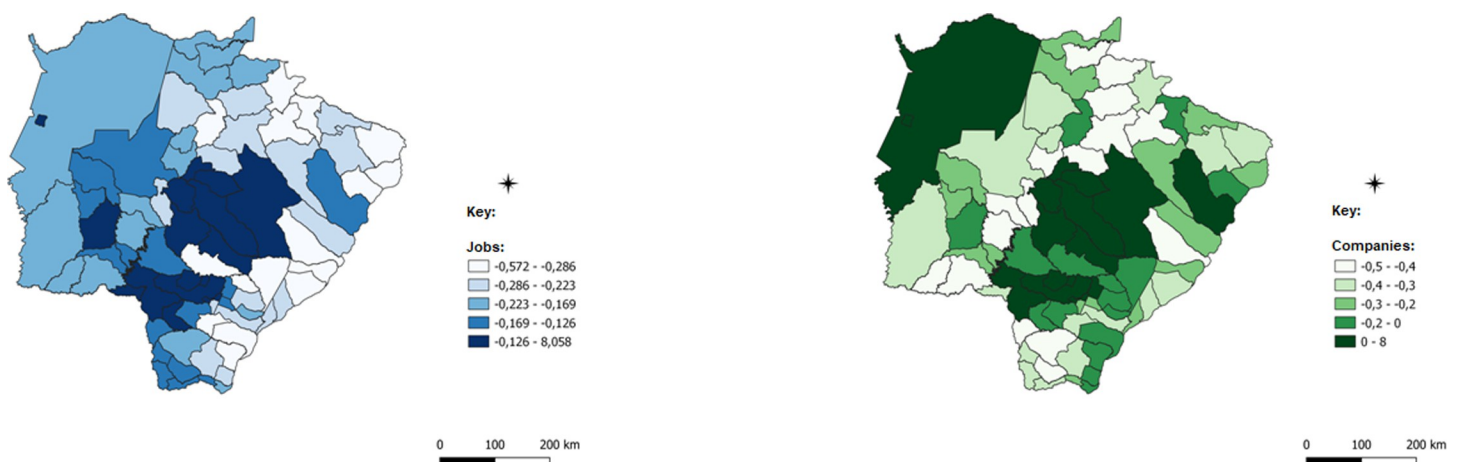 Key:
Jobs:
-0,572 - -0,286
-0,286 - -0,223
-0,223 - -0,169
-0,169 - -0,126
-0,126 - 8,058
0 100 200 km
Key:
Companies:
-0,5 - -0,4
-0,4 - -0,3
-0,3 - -0,2
-0,2 - 0
0 - 8
0 100 200 km